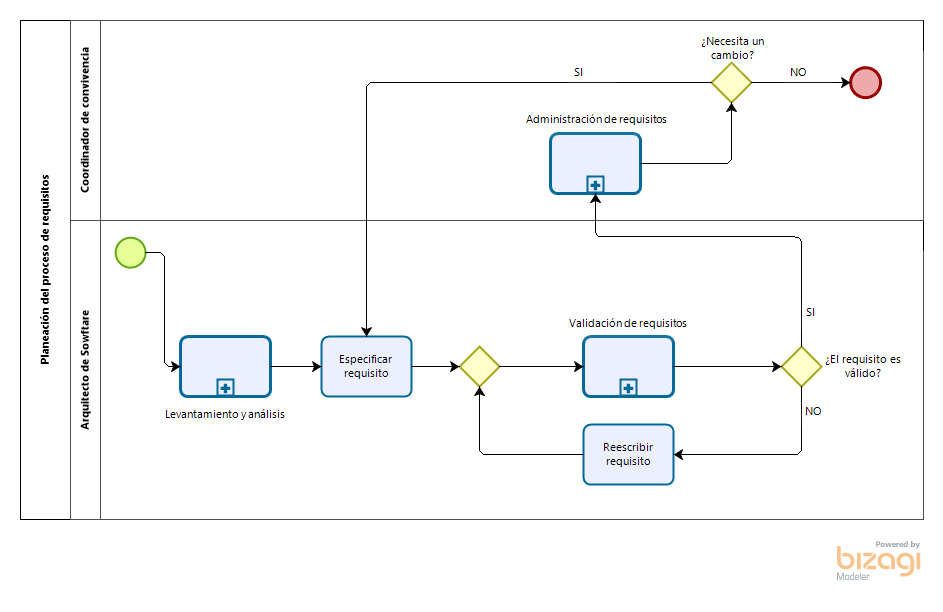 Planeación del proceso de requisitos
Coordinador de convivencia
¿Necesita un
cambio?
SI
NO
Administración de requisitos
Arquitecto de Sowftare
Levantamiento y análisis
Especificar
requisito
Validación de requisitos
SI
¿El requisito es
válido?
NO
Reescribir
requisito
Powered by
bizagi
Modeler